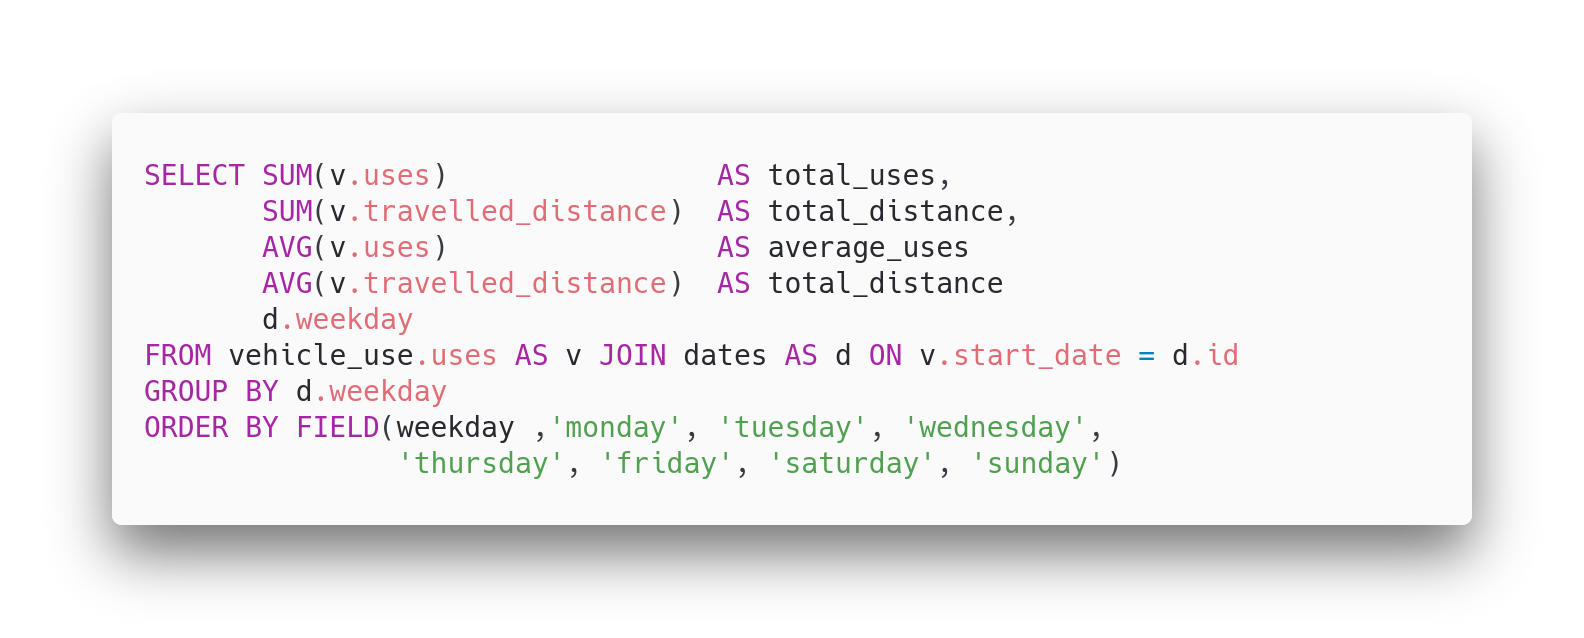 SELECT SUM(v.uses)                AS total_uses,
       SUM(v.travelled_distance)  AS total_distance,
       AVG(v.uses)                AS average_uses
       AVG(v.travelled_distance)  AS total_distance
       d.weekday
FROM vehicle_use.uses AS v JOIN dates AS d ON v.start_date = d.id
GROUP BY d.weekday
ORDER BY FIELD(weekday ,'monday', 'tuesday', 'wednesday',
               'thursday', 'friday', 'saturday', 'sunday')